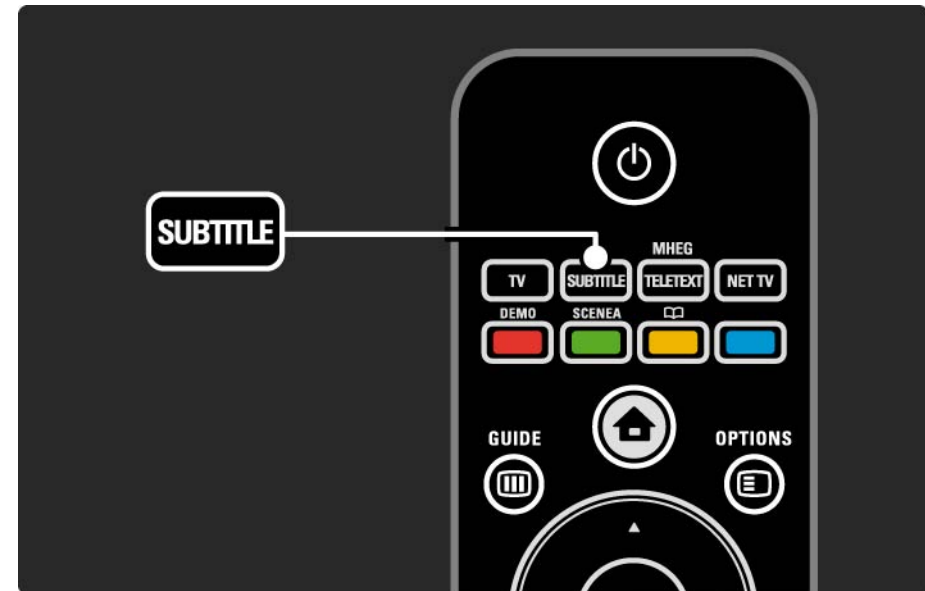 SUBTITLE
MHEG
TV SUBTITLE TELETEXT NET TV
DEMO SCENEA
GUIDE OPTIONS